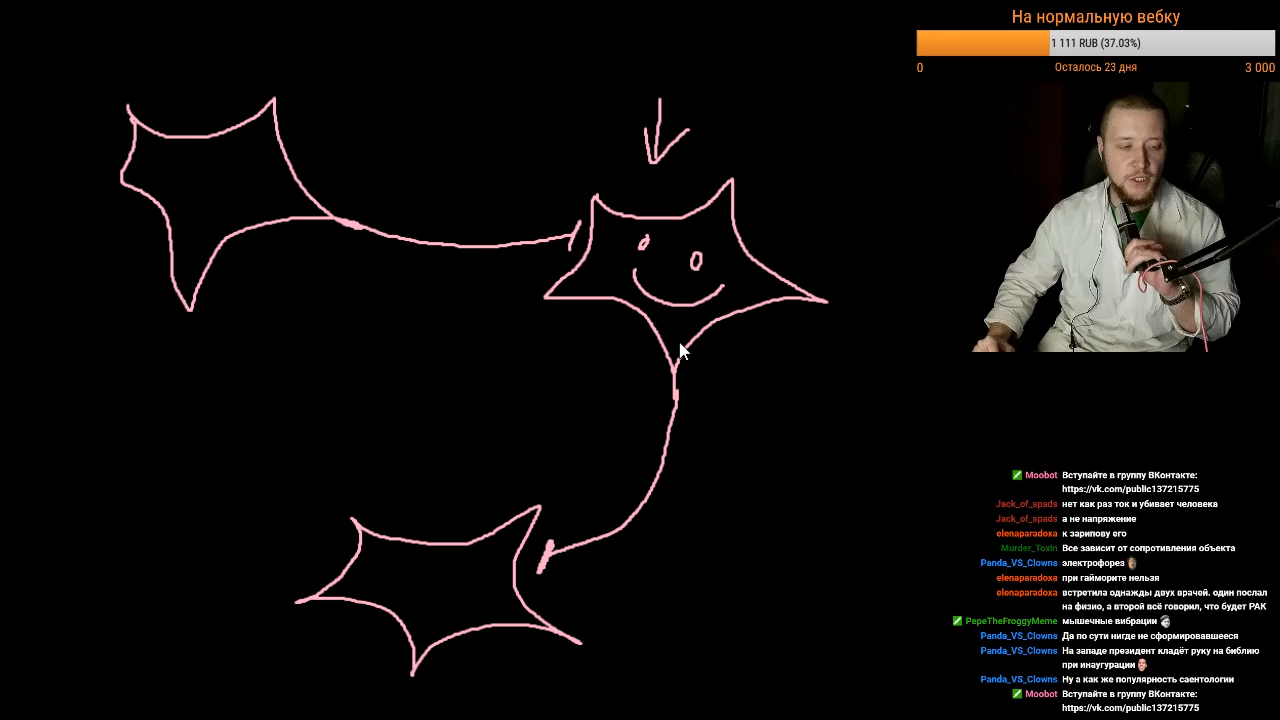 На нормальную вебку
1 111 RUB (37.03%)
0 Осталось 23 дня 3 000
Moobot Вступайте в группу ВКонтакте:
https://vk.com/public137215775
Jack_of_spads нет как раз ток и убивает человека
Jack_of_spads а не напряжение
elenaparadoxa к зарипову его
Murder_Toxin Все зависит от сопротивления объекта
Panda_VS_Clowns электрофорез
elenaparadoxa при гайморите нельзя
elenaparadoxa встретила однажды двух врачей. один послал
на физио, а второй всё говорил, что будет РАК
PepeTheFroggyMeme мышечные вибрации
Panda_VS_Clowns Да по сути нигде не сформировавшееся
Panda_VS_Clowns На западе президент кладёт руку на библию
при инаугурации
Panda_VS_Clowns Ну а как же популярность саентологии
Moobot Вступайте в группу ВКонтакте:
https://vk.com/public137215775